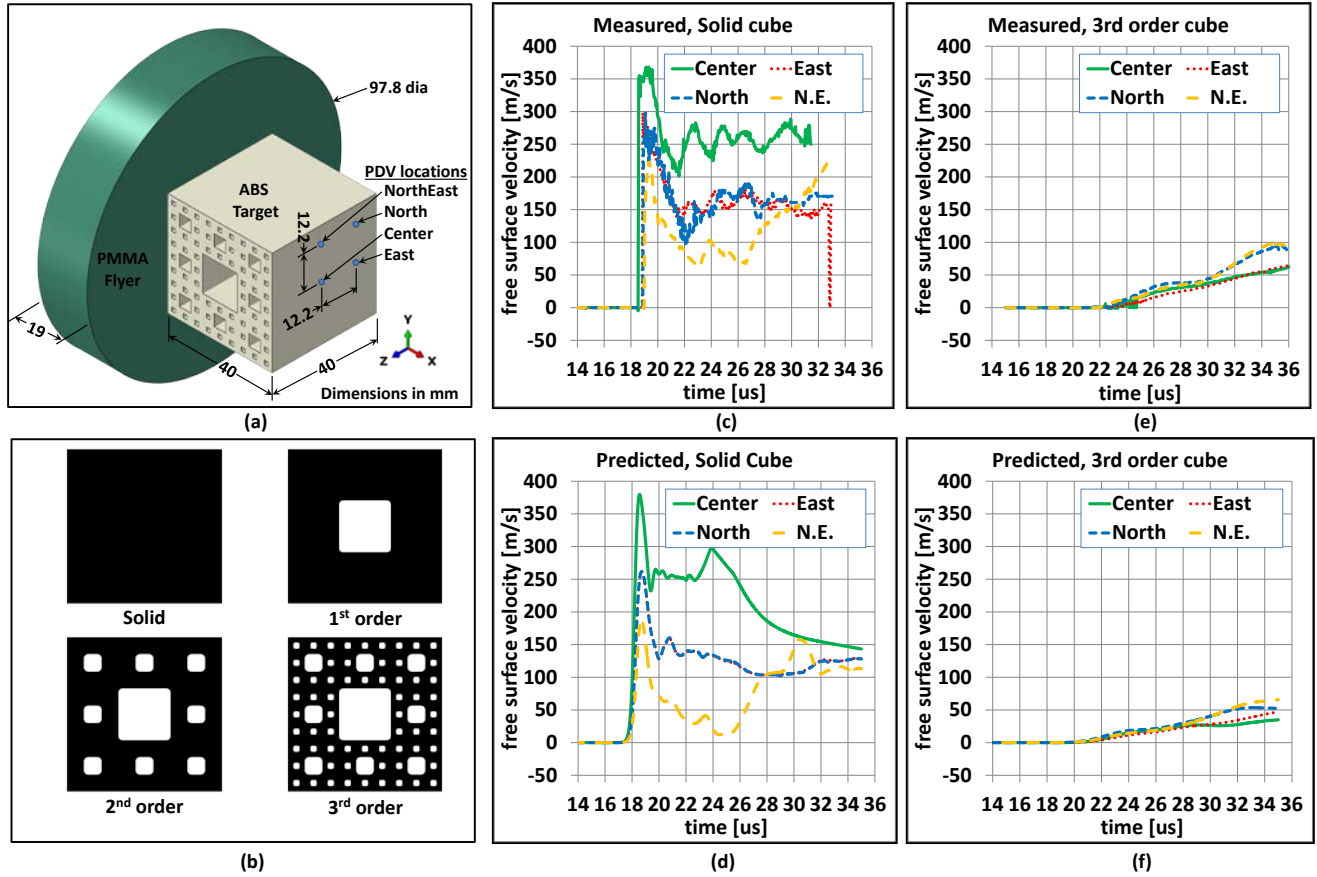 97.8 dia
PDV locations
NorthEast
North
Center
East
ABS
Target
12.2
PMMA
Flyer
12.2
19
40
40
Y
Z
X
Dimensions in mm
(a)
Solid
1st order
2nd order
3rd order
(b)
Measured, Solid cube
Center
East
North
N.E.
free surface velocity [m/s]
400
350
300
250
200
150
100
50
0
-50
14 16 18 20 22 24 26 28 30 32 34 36
time [us]
(c)
Predicted, Solid Cube
Center
East
North
N.E.
free surface velocity [m/s]
400
350
300
250
200
150
100
50
0
-50
14 16 18 20 22 24 26 28 30 32 34 36
time [us]
(d)
Measured, 3rd order cube
Center
East
North
N.E.
free surface velocity [m/s]
400
350
300
250
200
150
100
50
0
-50
14 16 18 20 22 24 26 28 30 32 34 36
time [us]
(e)
Predicted, 3rd order cube
Center
East
North
N.E.
free surface velocity [m/s]
400
350
300
250
200
150
100
50
0
-50
14 16 18 20 22 24 26 28 30 32 34 36
time [us]
(f)